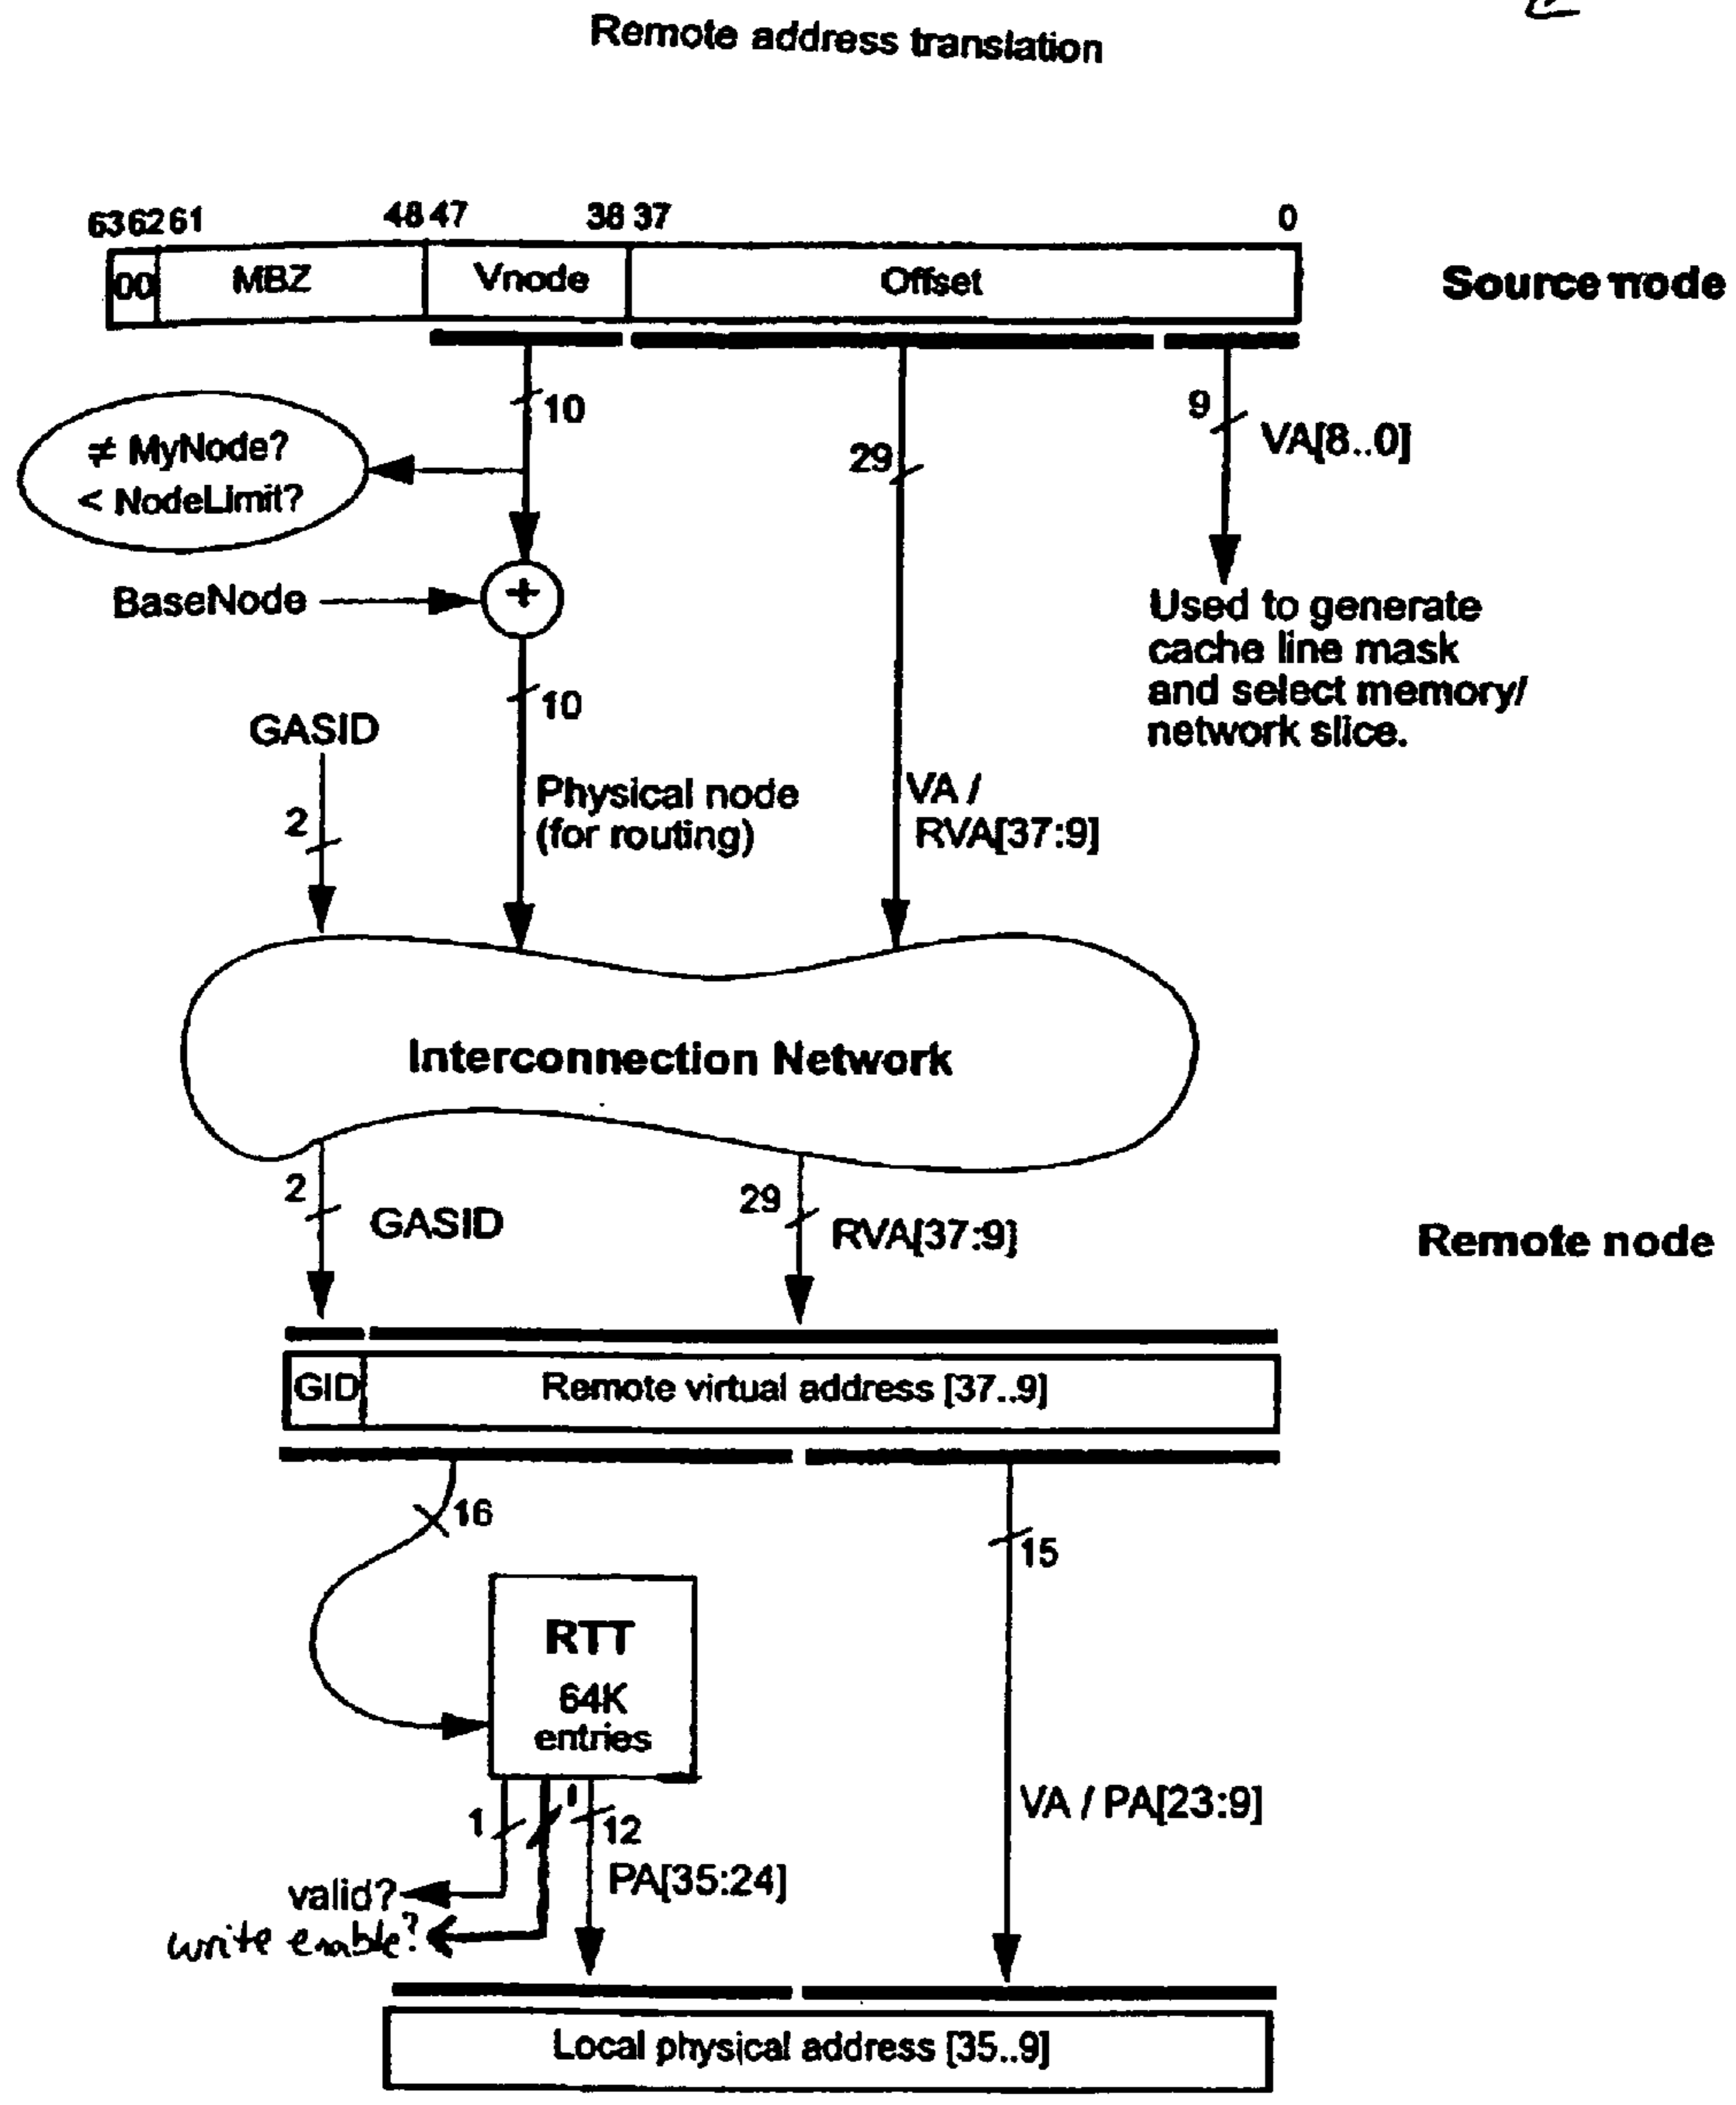 Remote address translation
63 62 61 48 47 38 37 0
00 MBZ Vnode Offset Source node
10
9
VA[8..0]
≠ MyNode?
< NodeLimit?
29
BaseNode +
Used to generate
cache line mask
and select memory/
network slice.
10
GASID
2
Physical node
(for routing)
VA /
RVA[37:9]
Interconnection Network
2
GASID
29
RVA[37:9]
Remote node
GID Remote virtual address [37..9]
16
15
RTT
64K
entries
1
1
12
VA / PA[23:9]
PA[35:24]
valid?
write enable?
Local physical address [35..9]